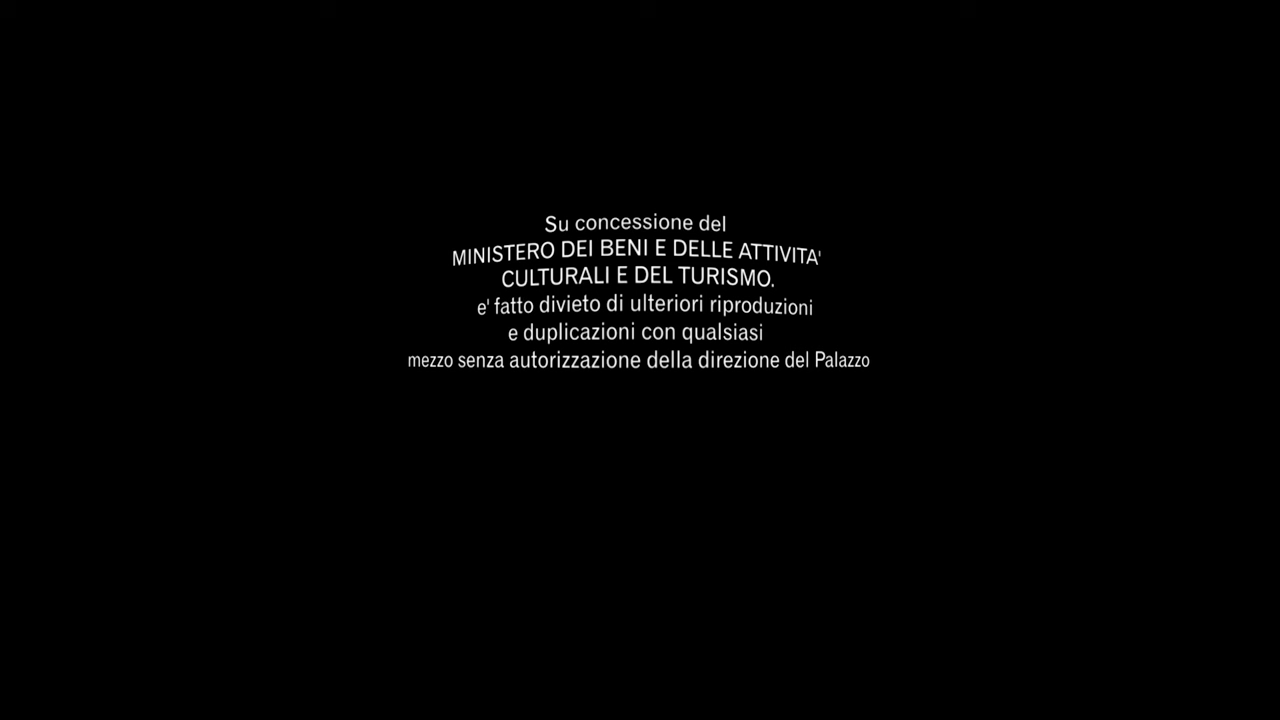 Su concessione del
MINISTERO DEI BENI E DELLE ATTIVITA'
CULTURALI E DEL TURISMO.
e' fatto divieto di ulteriori riproduzioni
e duplicazioni con qualsiasi
mezzo senza autorizzazione della direzione del Palazzo